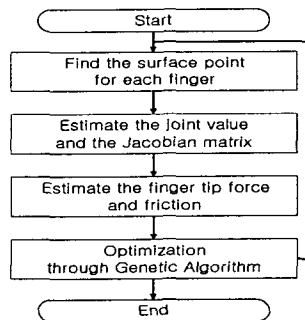 Start
Find the surface point
for each finger
Estimate the joint value
and the Jacobian matrix
Estimate the finger tip force
and friction
Optimization
through Genetic Algorithm
End